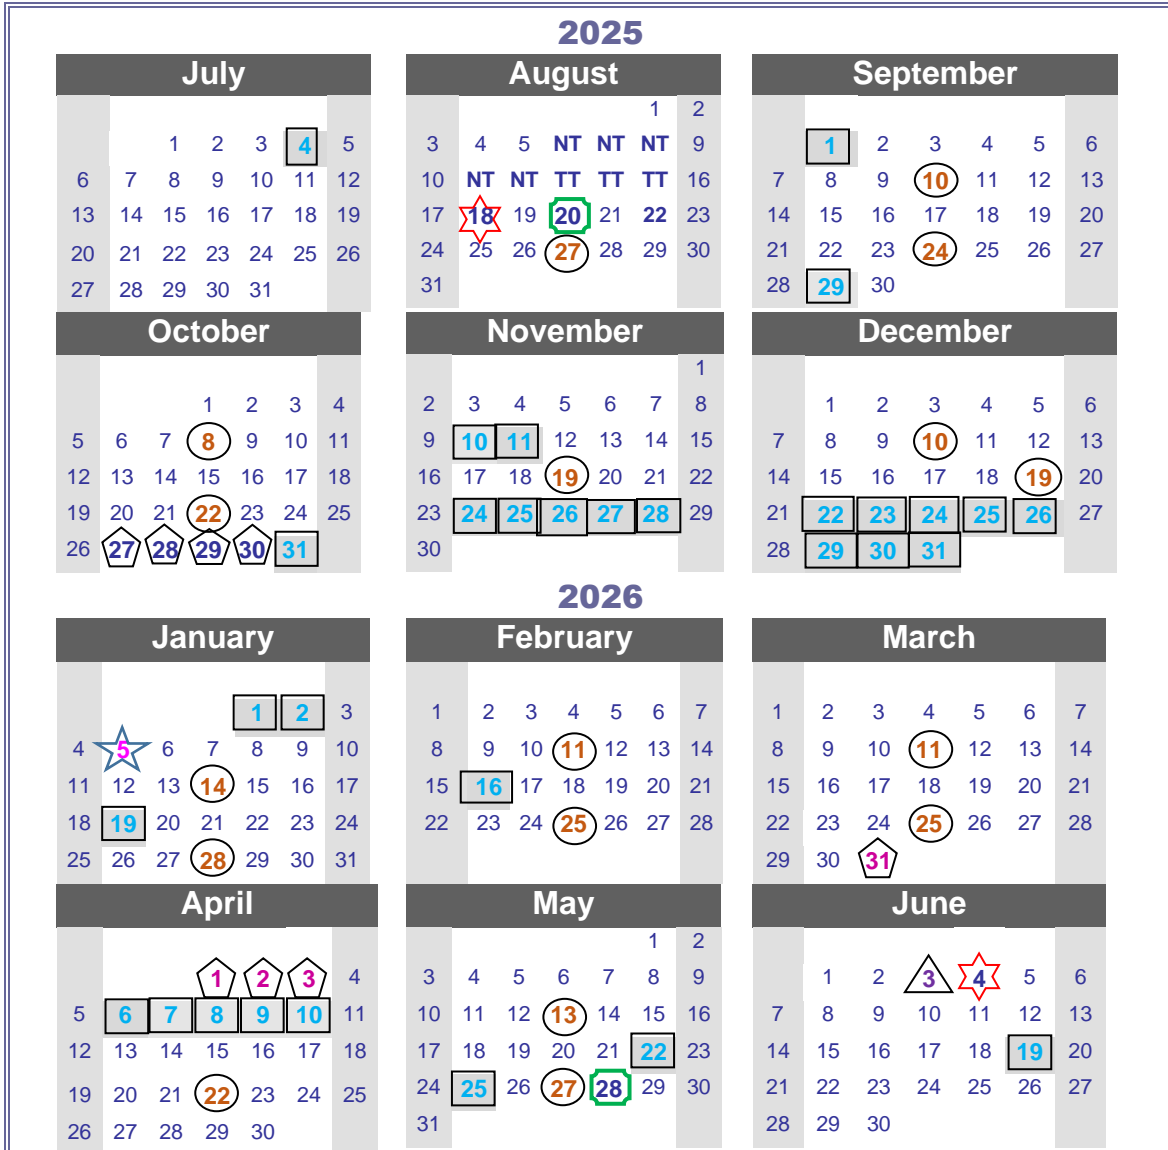 2025
July August September
1 2
1 2 3 4 5 3 4 5 NT NT NT 9 1 2 3 4 5 6
6 7 8 9 10 11 12 10 NT NT TT TT TT 16 7 8 9 10 11 12 13
13 14 15 16 17 18 19 17 18 19 20 21 22 23 14 15 16 17 18 19 20
20 21 22 23 24 25 26 24 25 26 27 28 29 30 21 22 23 24 25 26 27
27 28 29 30 31 31 28 29 30
October November December
1
1 2 3 4 2 3 4 5 6 7 8 1 2 3 4 5 6
5 6 7 8 9 10 11 9 10 11 12 13 14 15 7 8 9 10 11 12 13
12 13 14 15 16 17 18 16 17 18 19 20 21 22 14 15 16 17 18 19 20
19 20 21 22 23 24 25 23 24 25 26 27 28 29 21 22 23 24 25 26 27
26 27 28 29 30 31 30 28 29 30 31
2026
January February March
1 2 3 1 2 3 4 5 6 7 1 2 3 4 5 6 7
4 5 6 7 8 9 10 8 9 10 11 12 13 14 8 9 10 11 12 13 14
11 12 13 14 15 16 17 15 16 17 18 19 20 21 15 16 17 18 19 20 21
18 19 20 21 22 23 24 22 23 24 25 26 27 28 22 23 24 25 26 27 28
25 26 27 28 29 30 31 29 30 31
April May June
1 2
1 2 3 4 3 4 5 6 7 8 9 1 2 3 4 5 6
5 6 7 8 9 10 11 10 11 12 13 14 15 16 7 8 9 10 11 12 13
12 13 14 15 16 17 18 17 18 19 20 21 22 23 14 15 16 17 18 19 20
19 20 21 22 23 24 25 24 25 26 27 28 29 30 21 22 23 24 25 26 27
26 27 28 29 30 31 28 29 30